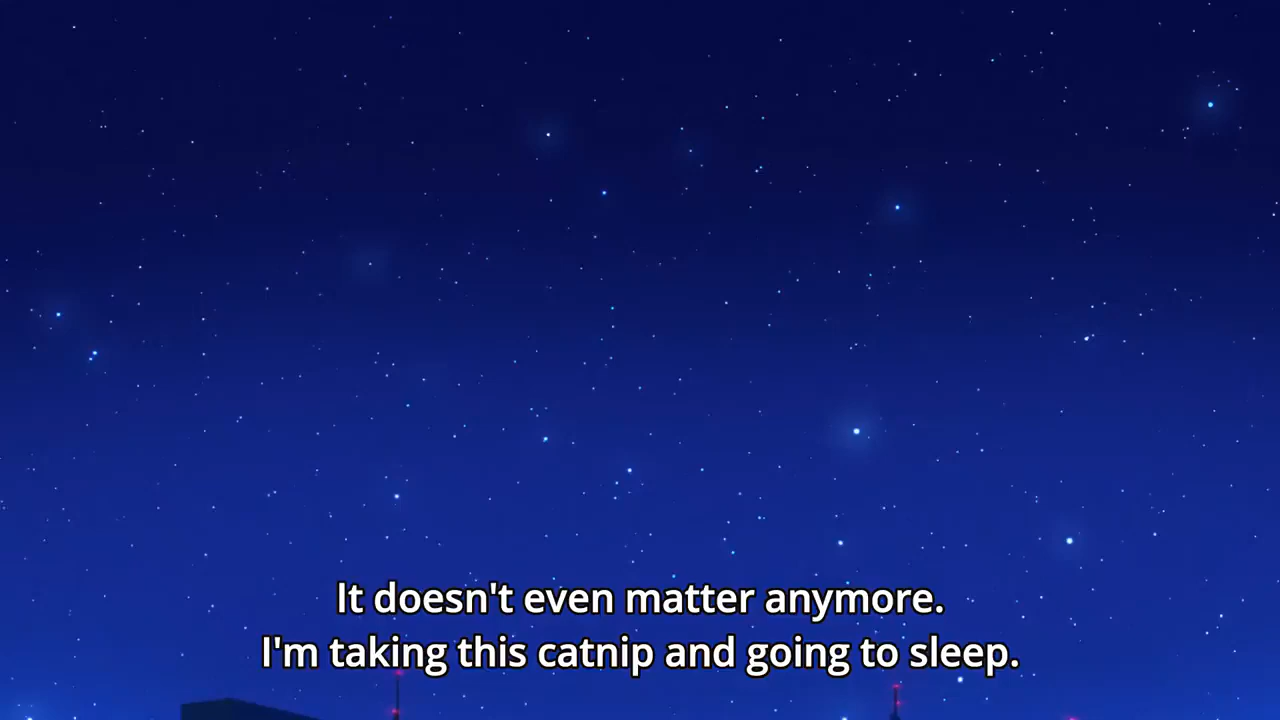 It doesn't even matter anymore.
I'm taking this catnip and going to sleep.